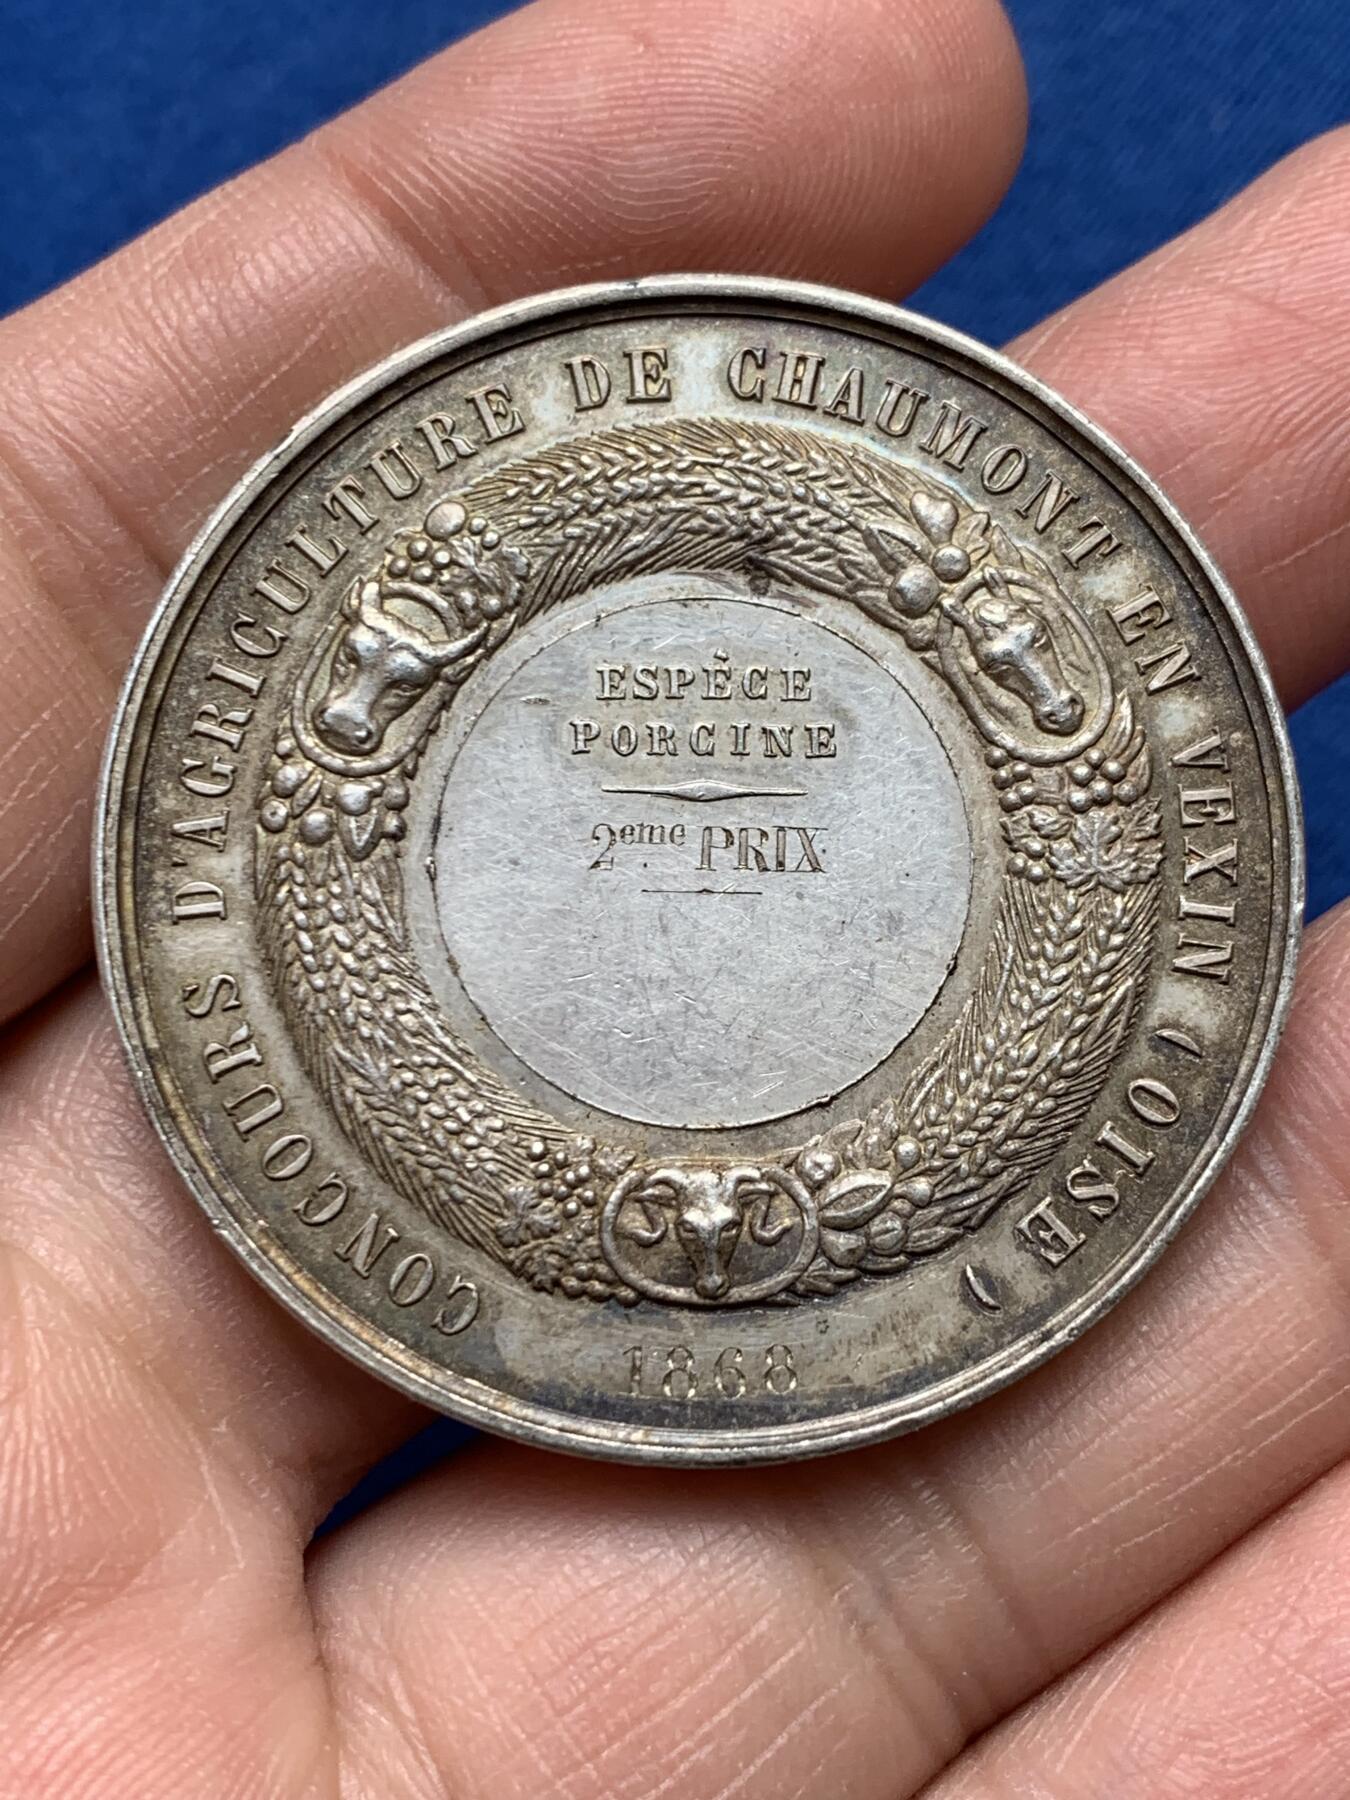 CONCOURS D'AGRICULTURE DE CHAUMONT EN VEXIN (OISE)
ESPÈCE
PORCINE
2eme PRIX
1868